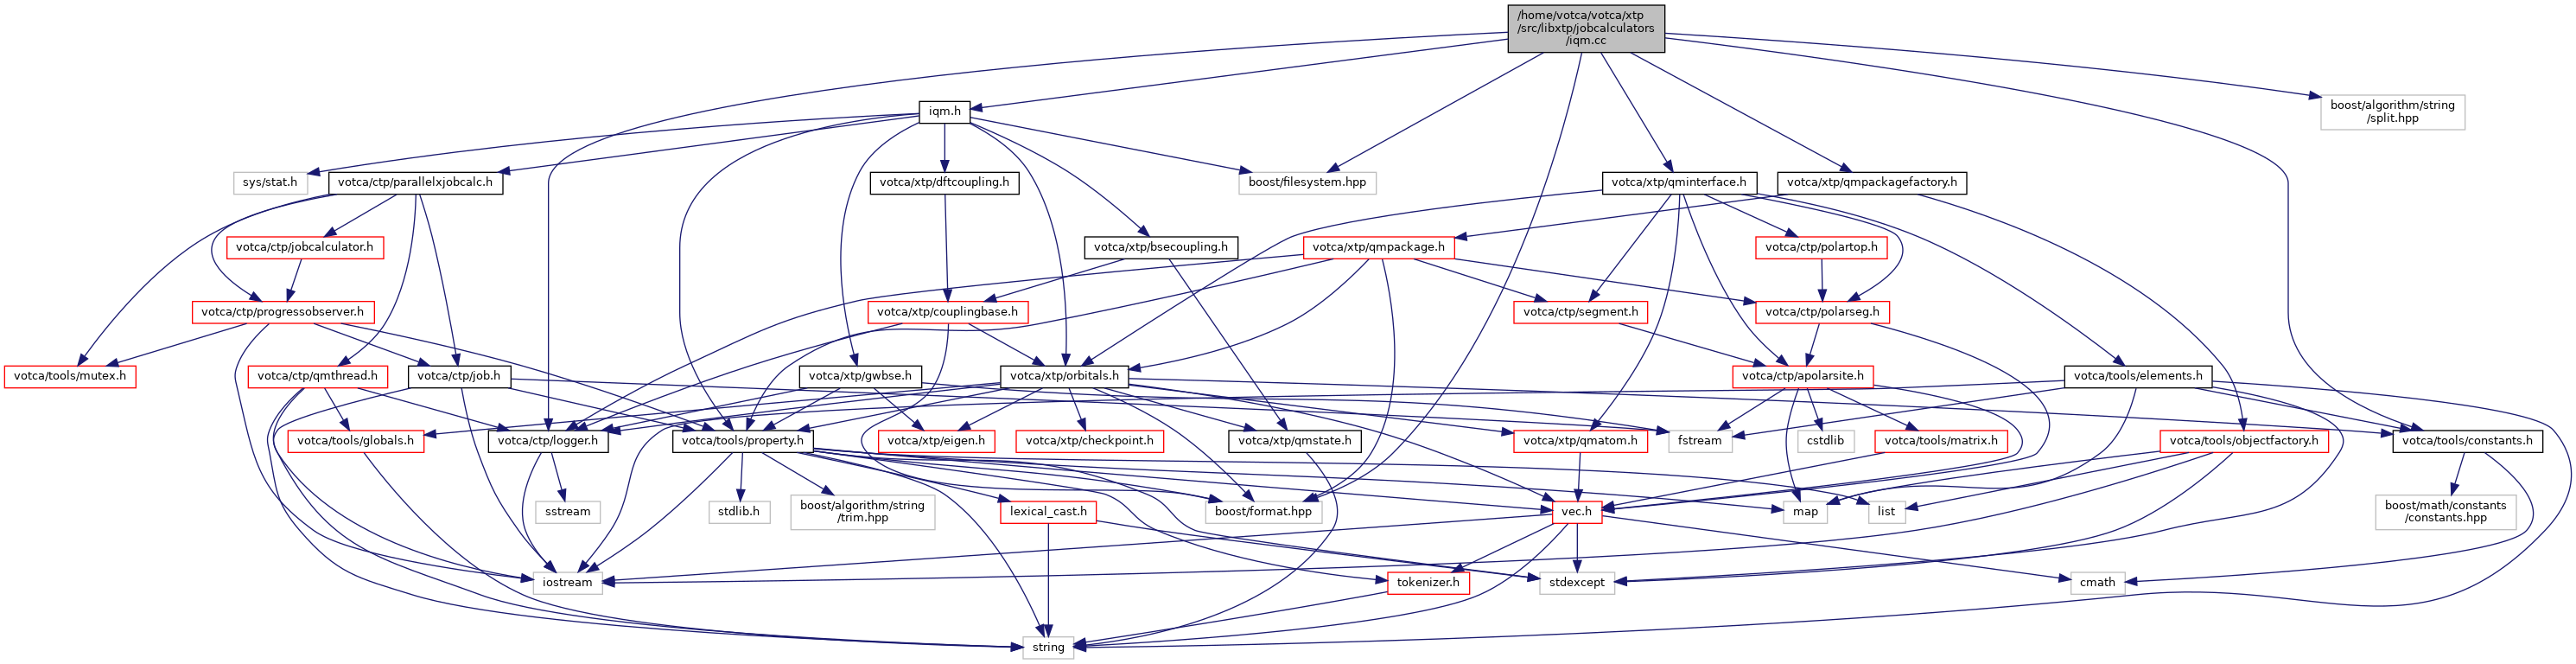 /home/votca/votca/xtp
/src/libxtp/jobcalculators
/iqm.cc
iqm.h
boost/algorithm/string
/split.hpp
sys/stat.h
votca/ctp/parallelxjobcalc.h
votca/xtp/dftcoupling.h
boost/filesystem.hpp
votca/xtp/qminterface.h
votca/xtp/qmpackagefactory.h
votca/ctp/jobcalculator.h
votca/xtp/bsecoupling.h
votca/xtp/qmpackage.h
votca/ctp/polartop.h
votca/ctp/progressobserver.h
votca/xtp/couplingbase.h
votca/ctp/segment.h
votca/ctp/polarseg.h
votca/tools/mutex.h
votca/ctp/qmthread.h
votca/ctp/job.h
votca/xtp/gwbse.h
votca/xtp/orbitals.h
votca/ctp/apolarsite.h
votca/tools/elements.h
votca/tools/globals.h
votca/ctp/logger.h
votca/tools/property.h
votca/xtp/eigen.h
votca/xtp/checkpoint.h
votca/xtp/qmstate.h
votca/xtp/qmatom.h
fstream
cstdlib
votca/tools/matrix.h
votca/tools/objectfactory.h
votca/tools/constants.h
sstream
stdlib.h
boost/algorithm/string
/trim.hpp
lexical_cast.h
boost/format.hpp
vec.h
map
list
boost/math/constants
/constants.hpp
iostream
tokenizer.h
stdexcept
cmath
string